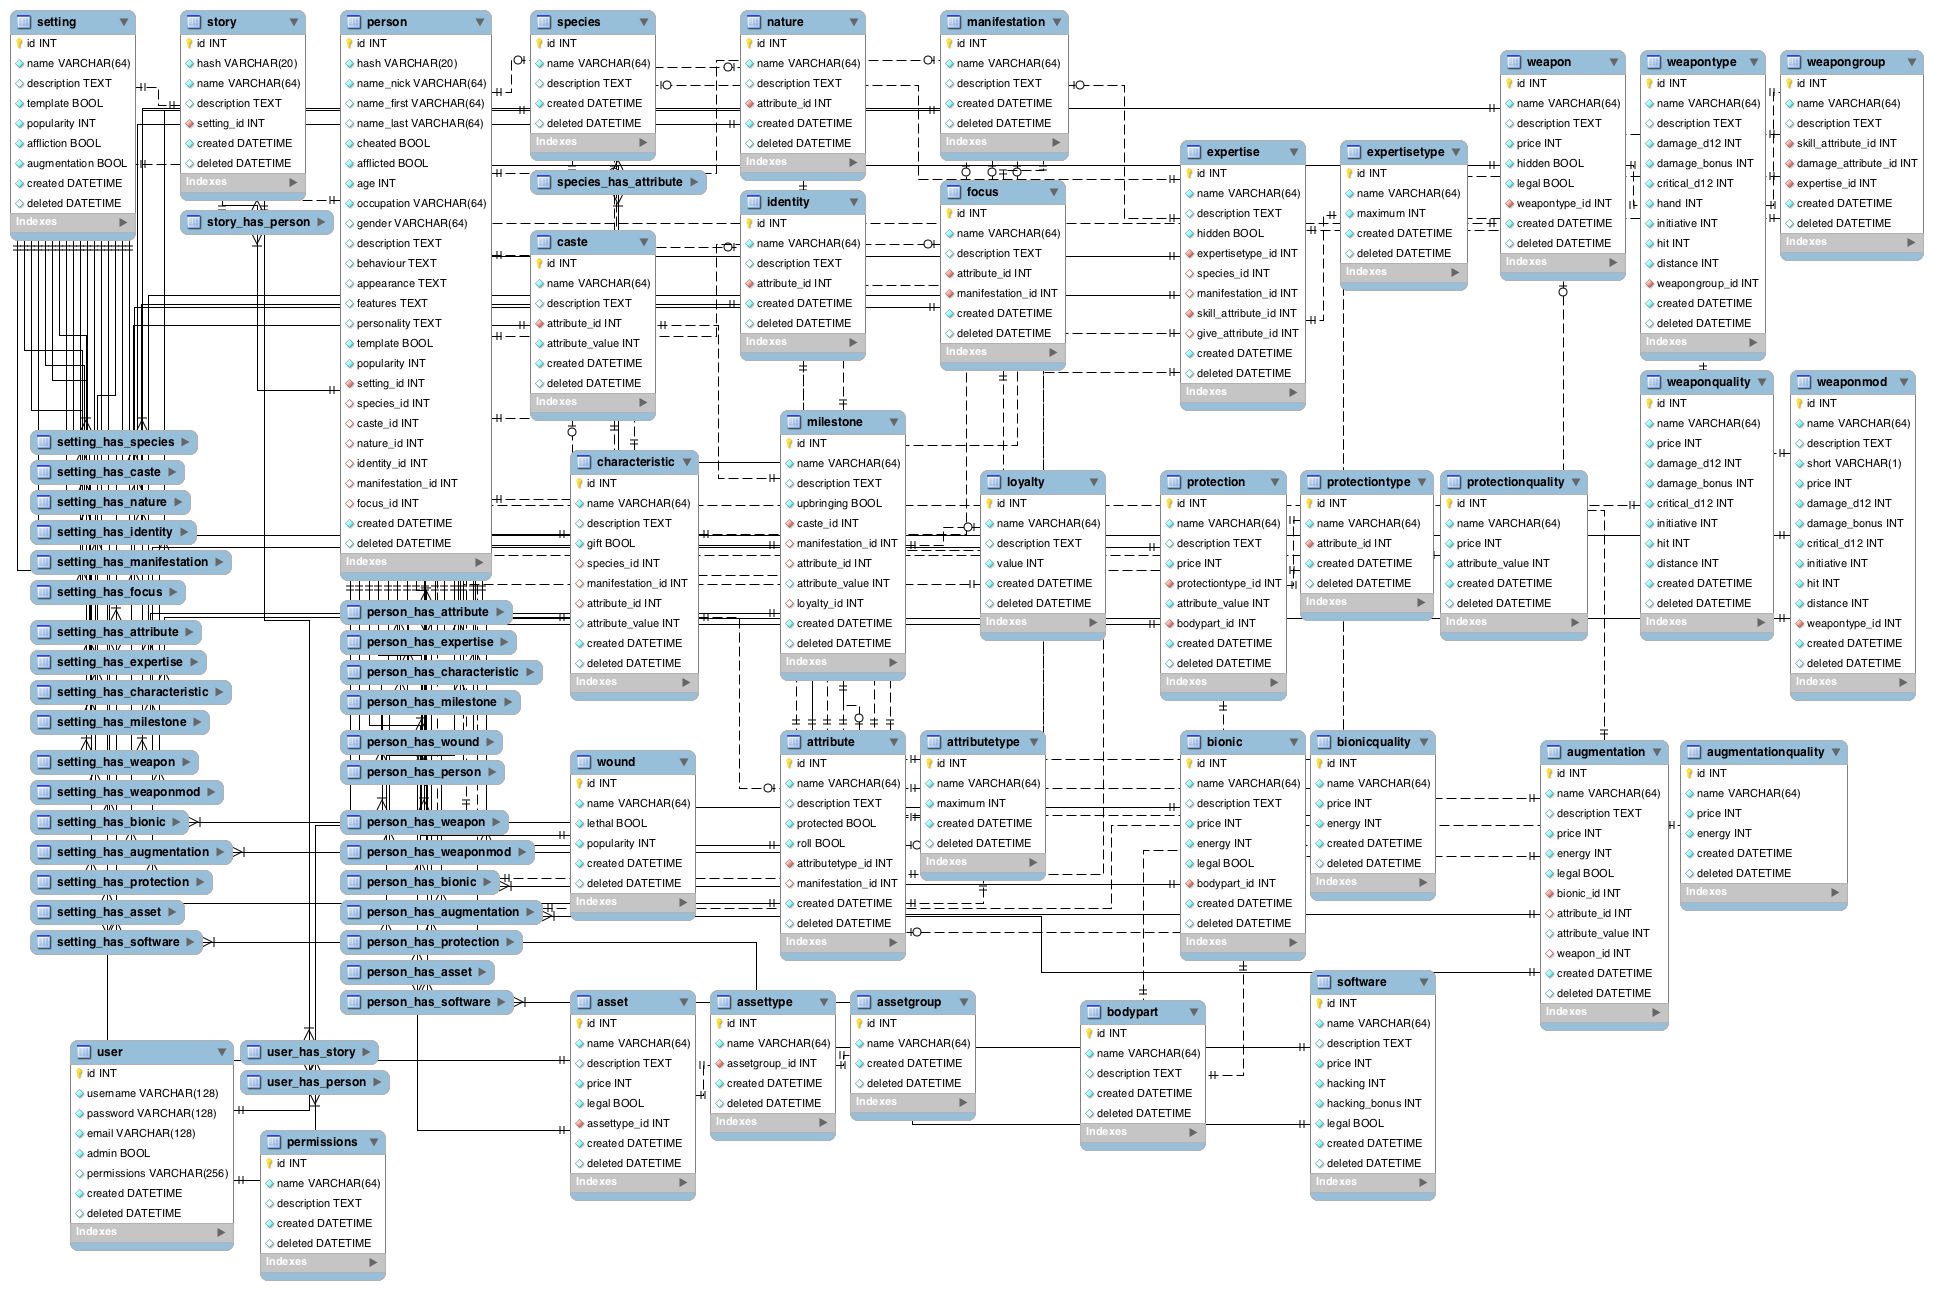 setting
id INT
name VARCHAR(64)
description TEXT
template BOOL
popularity INT
affliction BOOL
augmentation BOOL
created DATETIME
deleted DATETIME
Indexes
story
id INT
hash VARCHAR(20)
name VARCHAR(64)
description TEXT
setting_id INT
created DATETIME
deleted DATETIME
Indexes
story_has_person
person
id INT
hash VARCHAR(20)
name_nick VARCHAR(64)
name_first VARCHAR(64)
name_last VARCHAR(64)
cheated BOOL
afflicted BOOL
age INT
occupation VARCHAR(64)
gender VARCHAR(64)
description TEXT
behaviour TEXT
appearance TEXT
features TEXT
personality TEXT
template BOOL
popularity INT
setting_id INT
species_id INT
caste_id INT
nature_id INT
identity_id INT
manifestation_id INT
focus_id INT
created DATETIME
deleted DATETIME
Indexes
species
id INT
name VARCHAR(64)
description TEXT
created DATETIME
deleted DATETIME
Indexes
species_has_attribute
caste
id INT
name VARCHAR(64)
description TEXT
attribute_id INT
attribute_value INT
created DATETIME
deleted DATETIME
Indexes
nature
id INT
name VARCHAR(64)
description TEXT
attribute_id INT
created DATETIME
deleted DATETIME
Indexes
identity
id INT
name VARCHAR(64)
description TEXT
attribute_id INT
created DATETIME
deleted DATETIME
Indexes
manifestation
id INT
name VARCHAR(64)
description TEXT
created DATETIME
deleted DATETIME
Indexes
focus
id INT
name VARCHAR(64)
description TEXT
attribute_id INT
manifestation_id INT
created DATETIME
deleted DATETIME
Indexes
expertise
id INT
name VARCHAR(64)
description TEXT
hidden BOOL
expertisetype_id INT
species_id INT
manifestation_id INT
skill_attribute_id INT
give_attribute_id INT
created DATETIME
deleted DATETIME
Indexes
expertisetype
id INT
name VARCHAR(64)
maximum INT
created DATETIME
deleted DATETIME
Indexes
weapon
id INT
name VARCHAR(64)
description TEXT
price INT
hidden BOOL
legal BOOL
weapontype_id INT
created DATETIME
deleted DATETIME
Indexes
weapontype
id INT
name VARCHAR(64)
description TEXT
damage_d12 INT
damage_bonus INT
critical_d12 INT
hand INT
initiative INT
hit INT
distance INT
weapongroup_id INT
created DATETIME
deleted DATETIME
Indexes
weapongroup
id INT
name VARCHAR(64)
description TEXT
skill_attribute_id INT
damage_attribute_id INT
expertise_id INT
created DATETIME
deleted DATETIME
Indexes
weaponquality
id INT
name VARCHAR(64)
price INT
damage_d12 INT
damage_bonus INT
critical_d12 INT
initiative INT
hit INT
distance INT
created DATETIME
deleted DATETIME
Indexes
weaponmod
id INT
name VARCHAR(64)
description TEXT
short VARCHAR(1)
price INT
damage_d12 INT
damage_bonus INT
critical_d12 INT
initiative INT
hit INT
distance INT
weapontype_id INT
created DATETIME
deleted DATETIME
Indexes
setting_has_species
setting_has_caste
setting_has_nature
setting_has_identity
setting_has_manifestation
setting_has_focus
setting_has_attribute
setting_has_expertise
setting_has_characteristic
setting_has_milestone
setting_has_weapon
setting_has_weaponmod
setting_has_bionic
setting_has_augmentation
setting_has_protection
setting_has_asset
setting_has_software
person_has_attribute
person_has_expertise
person_has_characteristic
person_has_milestone
person_has_wound
person_has_person
person_has_weapon
person_has_weaponmod
person_has_bionic
person_has_augmentation
person_has_protection
person_has_asset
person_has_software
characteristic
id INT
name VARCHAR(64)
description TEXT
gift BOOL
species_id INT
manifestation_id INT
attribute_id INT
attribute_value INT
created DATETIME
deleted DATETIME
Indexes
milestone
id INT
name VARCHAR(64)
description TEXT
upbringing BOOL
caste_id INT
manifestation_id INT
attribute_id INT
attribute_value INT
loyalty_id INT
created DATETIME
deleted DATETIME
Indexes
loyalty
id INT
name VARCHAR(64)
description TEXT
value INT
created DATETIME
deleted DATETIME
Indexes
protection
id INT
name VARCHAR(64)
description TEXT
price INT
protectiontype_id INT
attribute_value INT
bodypart_id INT
created DATETIME
deleted DATETIME
Indexes
protectiontype
id INT
name VARCHAR(64)
attribute_id INT
created DATETIME
deleted DATETIME
Indexes
protectionquality
id INT
name VARCHAR(64)
price INT
attribute_value INT
created DATETIME
deleted DATETIME
Indexes
wound
id INT
name VARCHAR(64)
lethal BOOL
popularity INT
created DATETIME
deleted DATETIME
Indexes
attribute
id INT
name VARCHAR(64)
description TEXT
protected BOOL
roll BOOL
attributetype_id INT
manifestation_id INT
created DATETIME
deleted DATETIME
Indexes
attributetype
id INT
name VARCHAR(64)
maximum INT
created DATETIME
deleted DATETIME
Indexes
bionic
id INT
name VARCHAR(64)
description TEXT
price INT
energy INT
legal BOOL
bodypart_id INT
created DATETIME
deleted DATETIME
Indexes
bionicquality
id INT
name VARCHAR(64)
price INT
energy INT
created DATETIME
deleted DATETIME
Indexes
augmentation
id INT
name VARCHAR(64)
description TEXT
price INT
energy INT
legal BOOL
bionic_id INT
attribute_id INT
attribute_value INT
weapon_id INT
created DATETIME
deleted DATETIME
Indexes
augmentationquality
id INT
name VARCHAR(64)
price INT
energy INT
created DATETIME
deleted DATETIME
Indexes
user
id INT
username VARCHAR(128)
password VARCHAR(128)
email VARCHAR(128)
admin BOOL
permissions VARCHAR(256)
created DATETIME
deleted DATETIME
Indexes
user_has_story
user_has_person
permissions
id INT
name VARCHAR(64)
description TEXT
created DATETIME
deleted DATETIME
Indexes
asset
id INT
name VARCHAR(64)
description TEXT
price INT
legal BOOL
assettype_id INT
created DATETIME
deleted DATETIME
Indexes
assettype
id INT
name VARCHAR(64)
assetgroup_id INT
created DATETIME
deleted DATETIME
Indexes
assetgroup
id INT
name VARCHAR(64)
created DATETIME
deleted DATETIME
Indexes
bodypart
id INT
name VARCHAR(64)
description TEXT
created DATETIME
deleted DATETIME
Indexes
software
id INT
name VARCHAR(64)
description TEXT
price INT
hacking INT
hacking_bonus INT
legal BOOL
created DATETIME
deleted DATETIME
Indexes